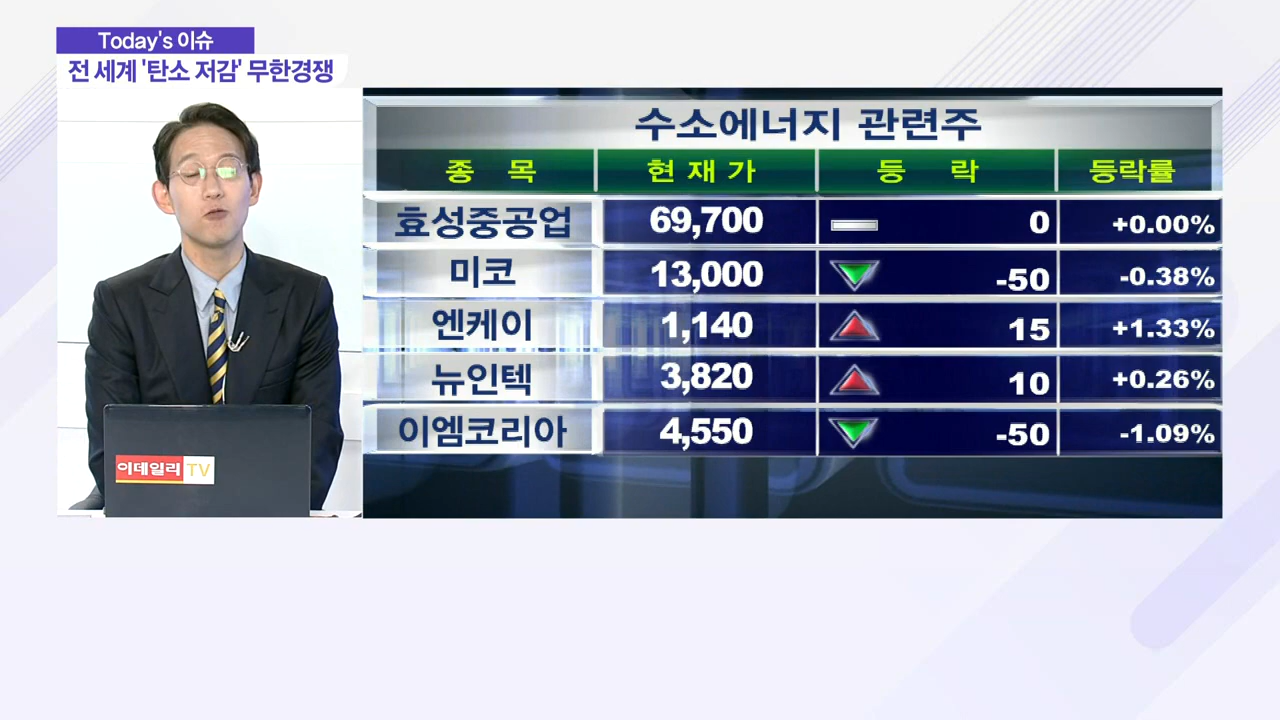 Today's 이슈
전 세계 '탄소 저감' 무한경쟁
수소에너지 관련주
종 목 현 재 가 등 락 등락률
효성중공업 69,700 0 +0.00%
미코 13,000 -50 -0.38%
엔케이 1,140 15 +1.33%
뉴인텍 3,820 10 +0.26%
이엠코리아 4,550 -50 -1.09%
이데일리 TV